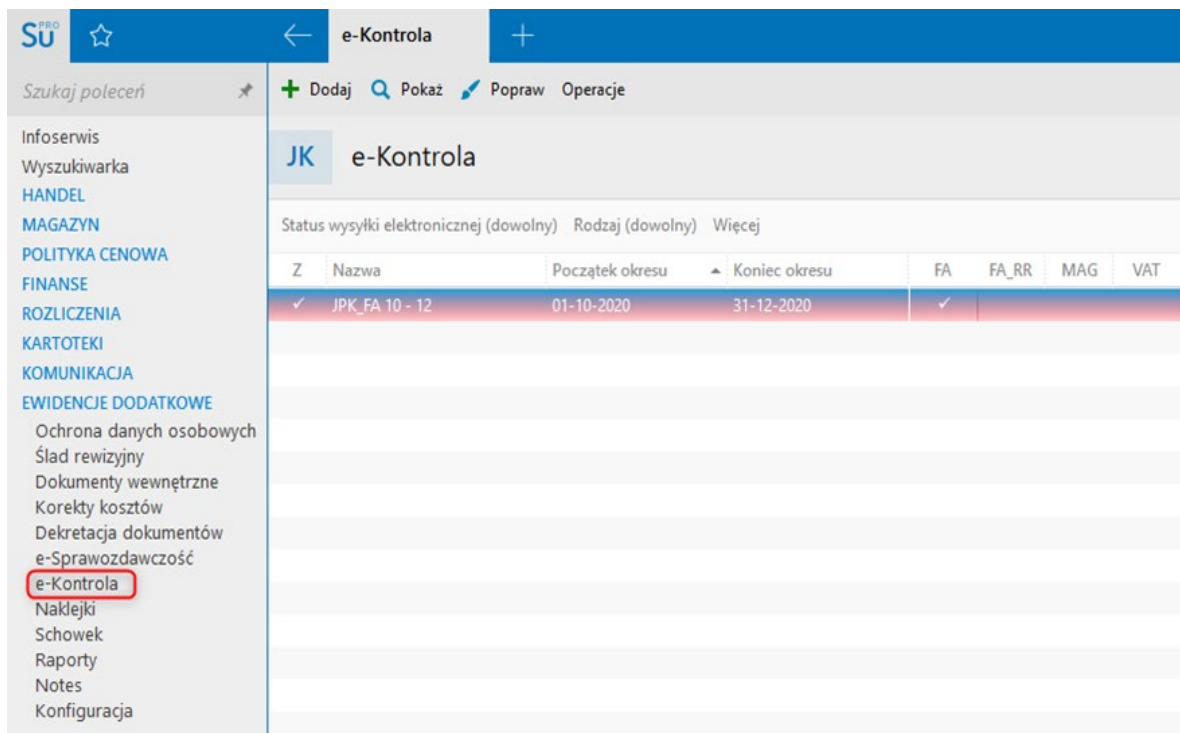 PRO
Su
e-Kontrola
Szukaj poleceń
Dodaj Pokaż Popraw Operacje
Infoserwis
Wyszukiwarka
HANDEL
MAGAZYN
POLITYKA CENOWA
FINANSE
ROZLICZENIA
KARTOTEKI
KOMUNIKACJA
EWIDENCJE DODATKOWE
Ochrona danych osobowych
Ślad rewizyjny
Dokumenty wewnętrzne
Korekty kosztów
Dekretacja dokumentów
e-Sprawozdawczość
e-Kontrola
Naklejki
Schowek
Raporty
Notes
Konfiguracja
JK e-Kontrola
Status wysyłki elektronicznej (dowolny) Rodzaj (dowolny) Więcej
Z Nazwa Początek okresu Koniec okresu FA FA_RR MAG VAT
JPK_FA 10 - 12 01-10-2020 31-12-2020